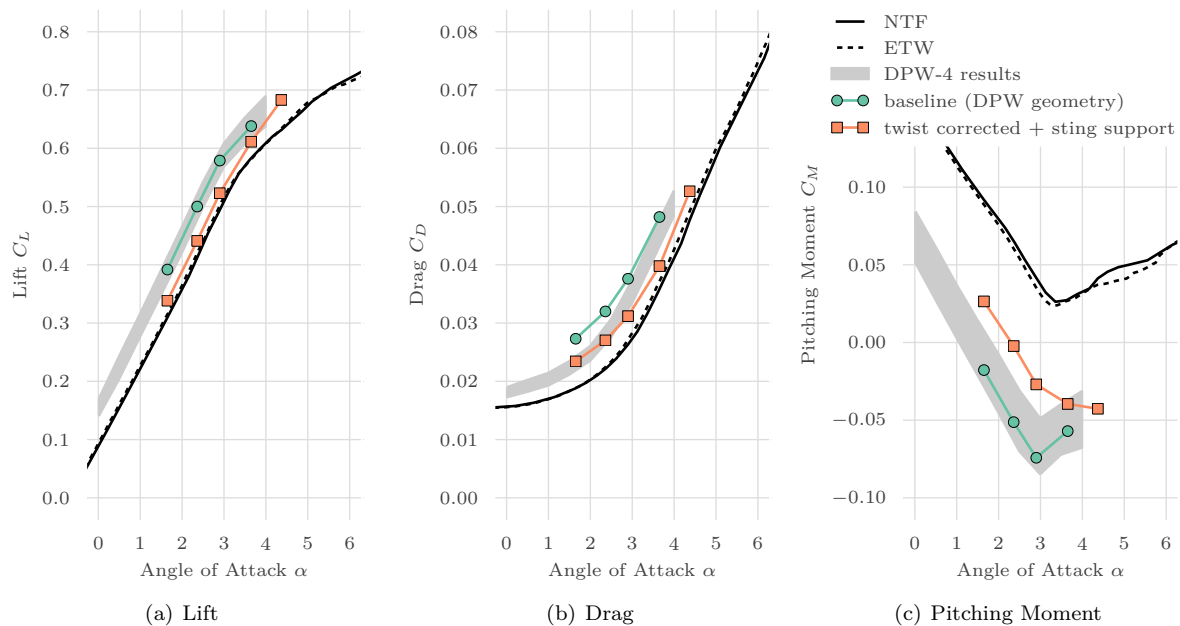 NTF
ETW
DPW-4 results
baseline (DPW geometry)
twist corrected + sting support
Lift C_L
0.8
0.7
0.6
0.5
0.4
0.3
0.2
0.1
0.0
0 1 2 3 4 5 6
Angle of Attack α
(a) Lift
Drag C_D
0.08
0.07
0.06
0.05
0.04
0.03
0.02
0.01
0.00
0 1 2 3 4 5 6
Angle of Attack α
(b) Drag
Pitching Moment C_M
0.10
0.05
0.00
−0.05
−0.10
0 1 2 3 4 5 6
Angle of Attack α
(c) Pitching Moment